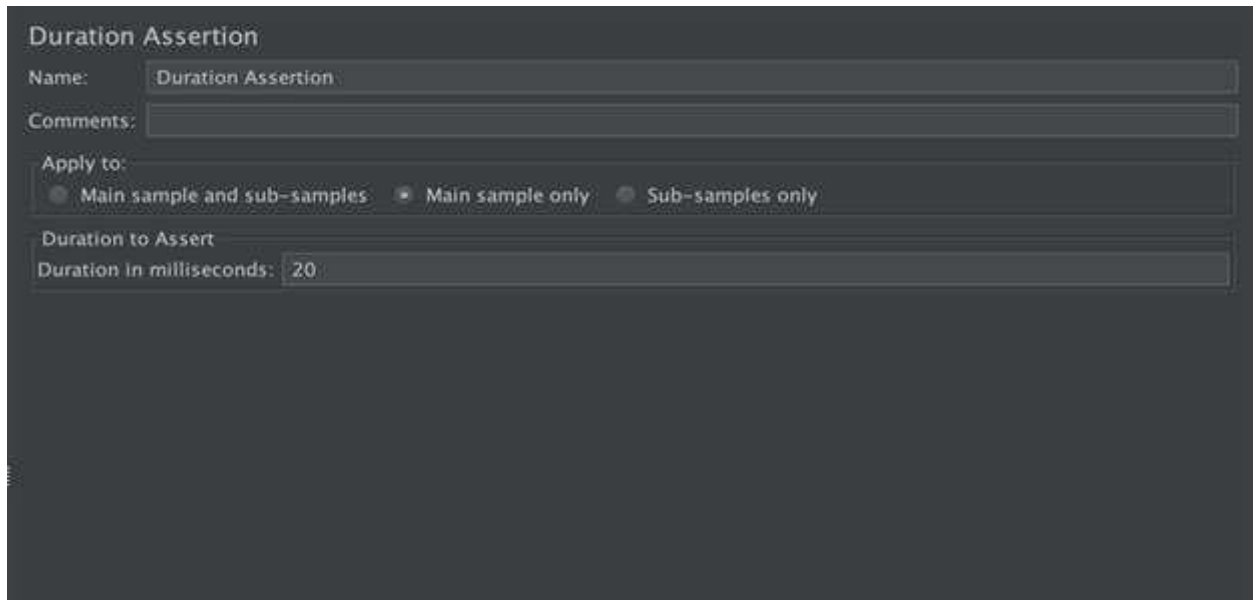 Duration Assertion
Name: Duration Assertion
Comments:
Apply to:
Main sample and sub-samples Main sample only Sub-samples only
Duration to Assert
Duration in milliseconds: 20